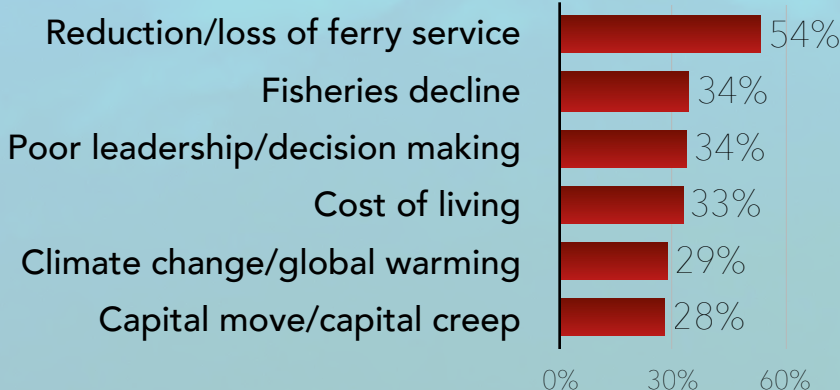 Reduction/loss of ferry service 54%
Fisheries decline 34%
Poor leadership/decision making 34%
Cost of living 33%
Climate change/global warming 29%
Capital move/capital creep 28%
0% 30% 60%